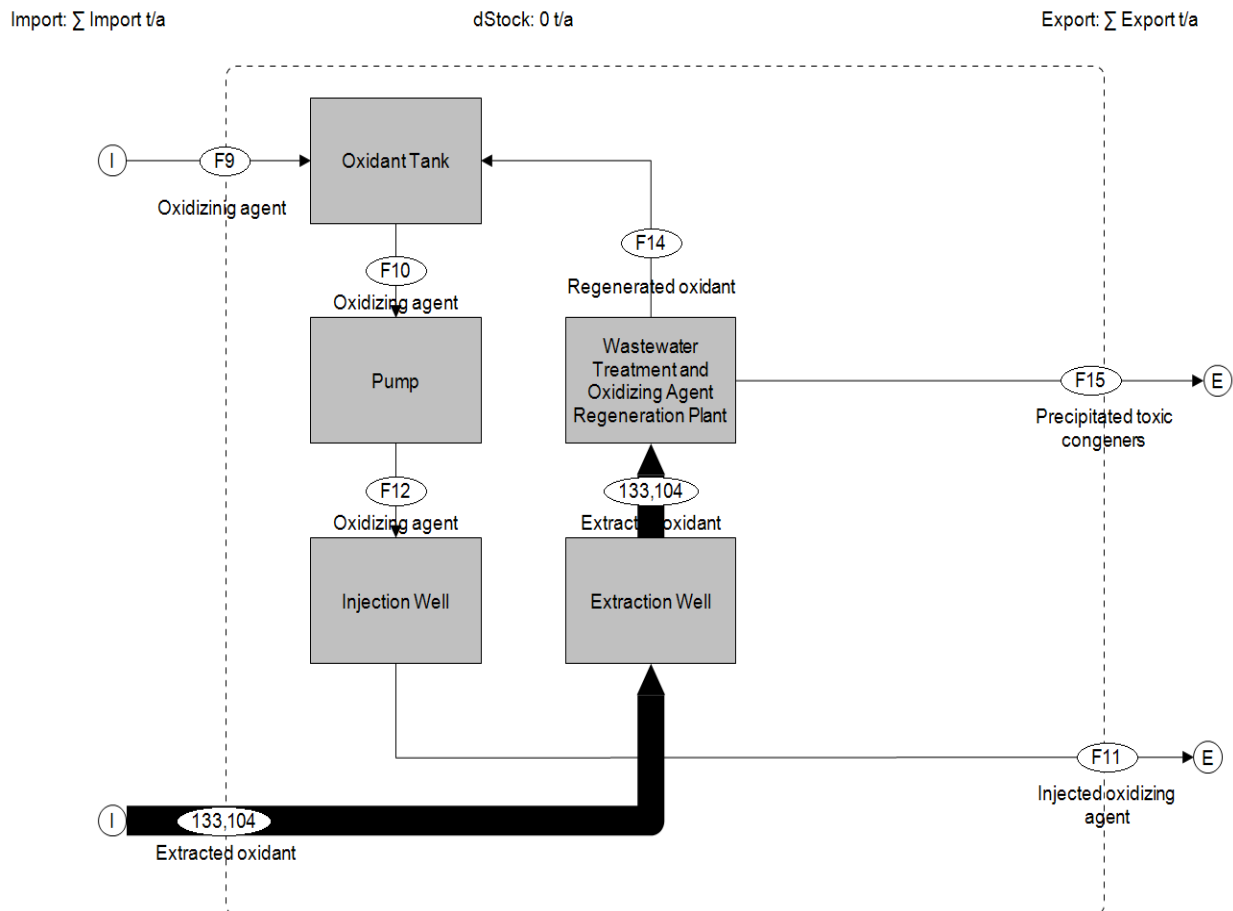 Import: ∑ Import t/a
dStock: 0 t/a
Export: ∑ Export t/a
Oxidant Tank
I
F9
Oxidizinig agent
F14
Regenerated oxidant
F10
Oxidizing agent
Pump
Wastewater
Treatment and
Oxidizing Agent
Regeneration Plant
F15
E
Precipitated toxic
congeners
F12
Oxidizing agent
133,104
Extracted oxidant
Injection Well
Extraction Well
F11
E
Injected oxidizing
agent
I
133,104
Extracted oxidant